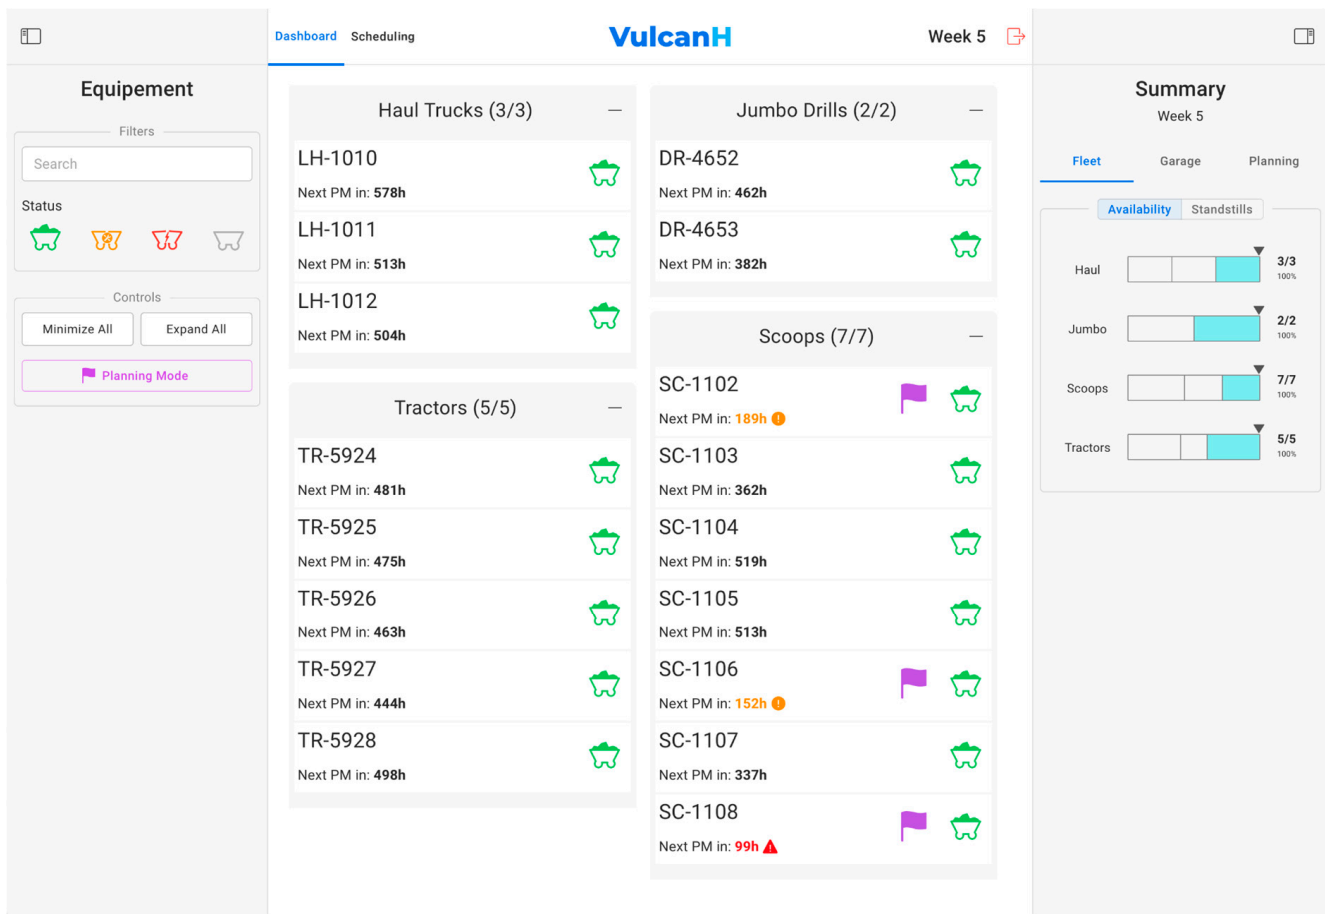 Dashboard Scheduling
VulcanH
Week 5
Equipement
Filters
Search
Status
Controls
Minimize All
Expand All
Planning Mode
Haul Trucks (3/3)
LH-1010
Next PM in: 578h
LH-1011
Next PM in: 513h
LH-1012
Next PM in: 504h
Tractors (5/5)
TR-5924
Next PM in: 481h
TR-5925
Next PM in: 475h
TR-5926
Next PM in: 463h
TR-5927
Next PM in: 444h
TR-5928
Next PM in: 498h
Jumbo Drills (2/2)
DR-4652
Next PM in: 462h
DR-4653
Next PM in: 382h
Scoops (7/7)
SC-1102
Next PM in: 189h
SC-1103
Next PM in: 362h
SC-1104
Next PM in: 519h
SC-1105
Next PM in: 513h
SC-1106
Next PM in: 152h
SC-1107
Next PM in: 337h
SC-1108
Next PM in: 99h
Summary
Week 5
Fleet Garage Planning
Availability Standstills
Haul 3/3
100%
Jumbo 2/2
100%
Scoops 7/7
100%
Tractors 5/5
100%